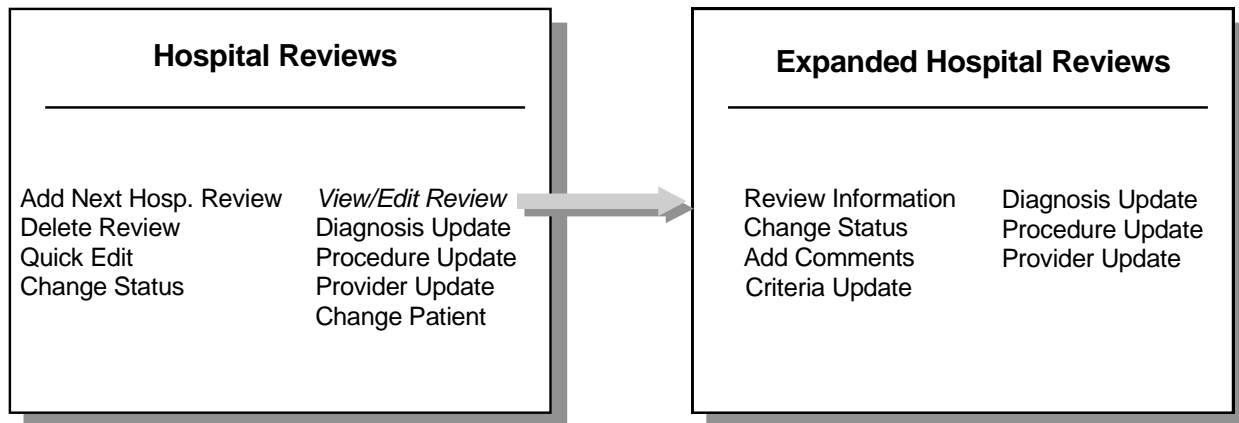 Hospital Reviews
Add Next Hosp. Review
Delete Review
Quick Edit
Change Status
View/Edit Review
Diagnosis Update
Procedure Update
Provider Update
Change Patient
Expanded Hospital Reviews
Review Information
Change Status
Add Comments
Criteria Update
Diagnosis Update
Procedure Update
Provider Update